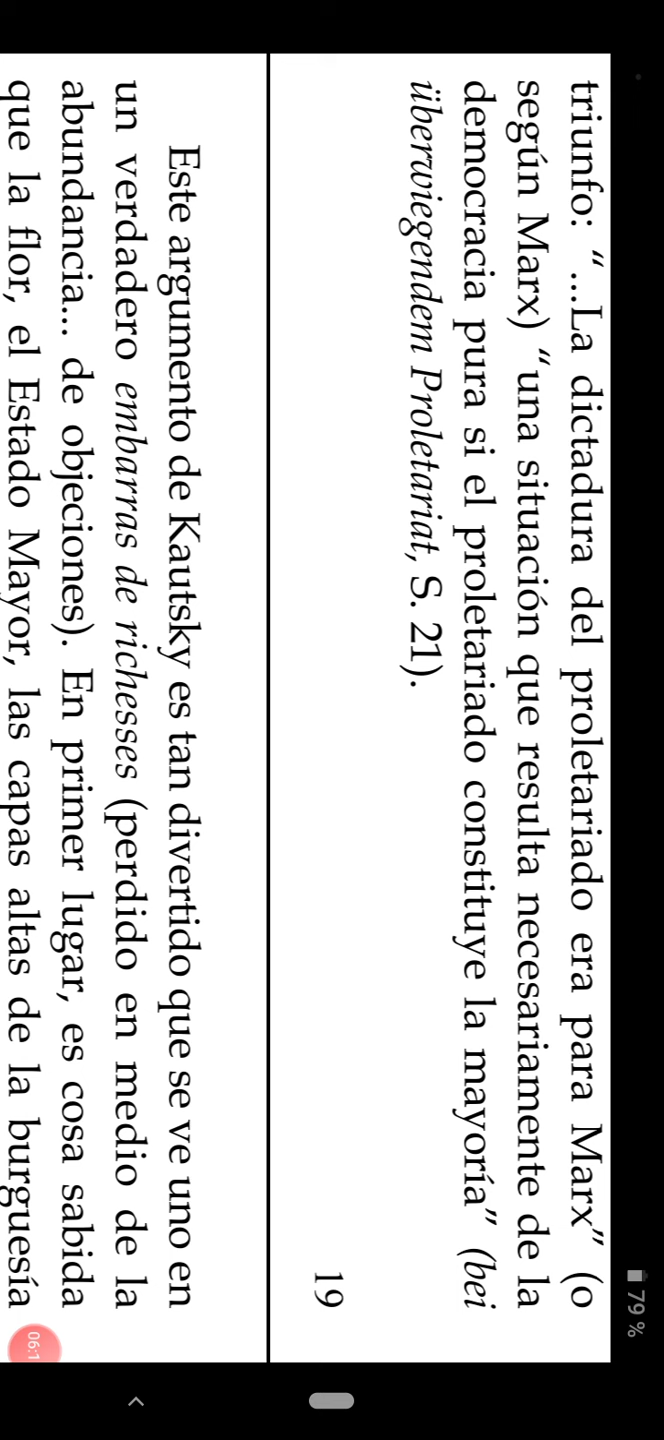 79 %
triunfo: “ ...La dictadura del proletariado era para Marx” (o
según Marx) “una situación que resulta necesariamente de la
democracia pura si el proletariado constituye la mayoría” (bei
überwiegendem Proletariat, S. 21).
19
Este argumento de Kautsky es tan divertido que se ve uno en
un verdadero embarras de richesses (perdido en medio de la
abundancia... de objeciones). En primer lugar, es cosa sabida
que la flor, el Estado Mayor, las capas altas de la burguesía
06:1